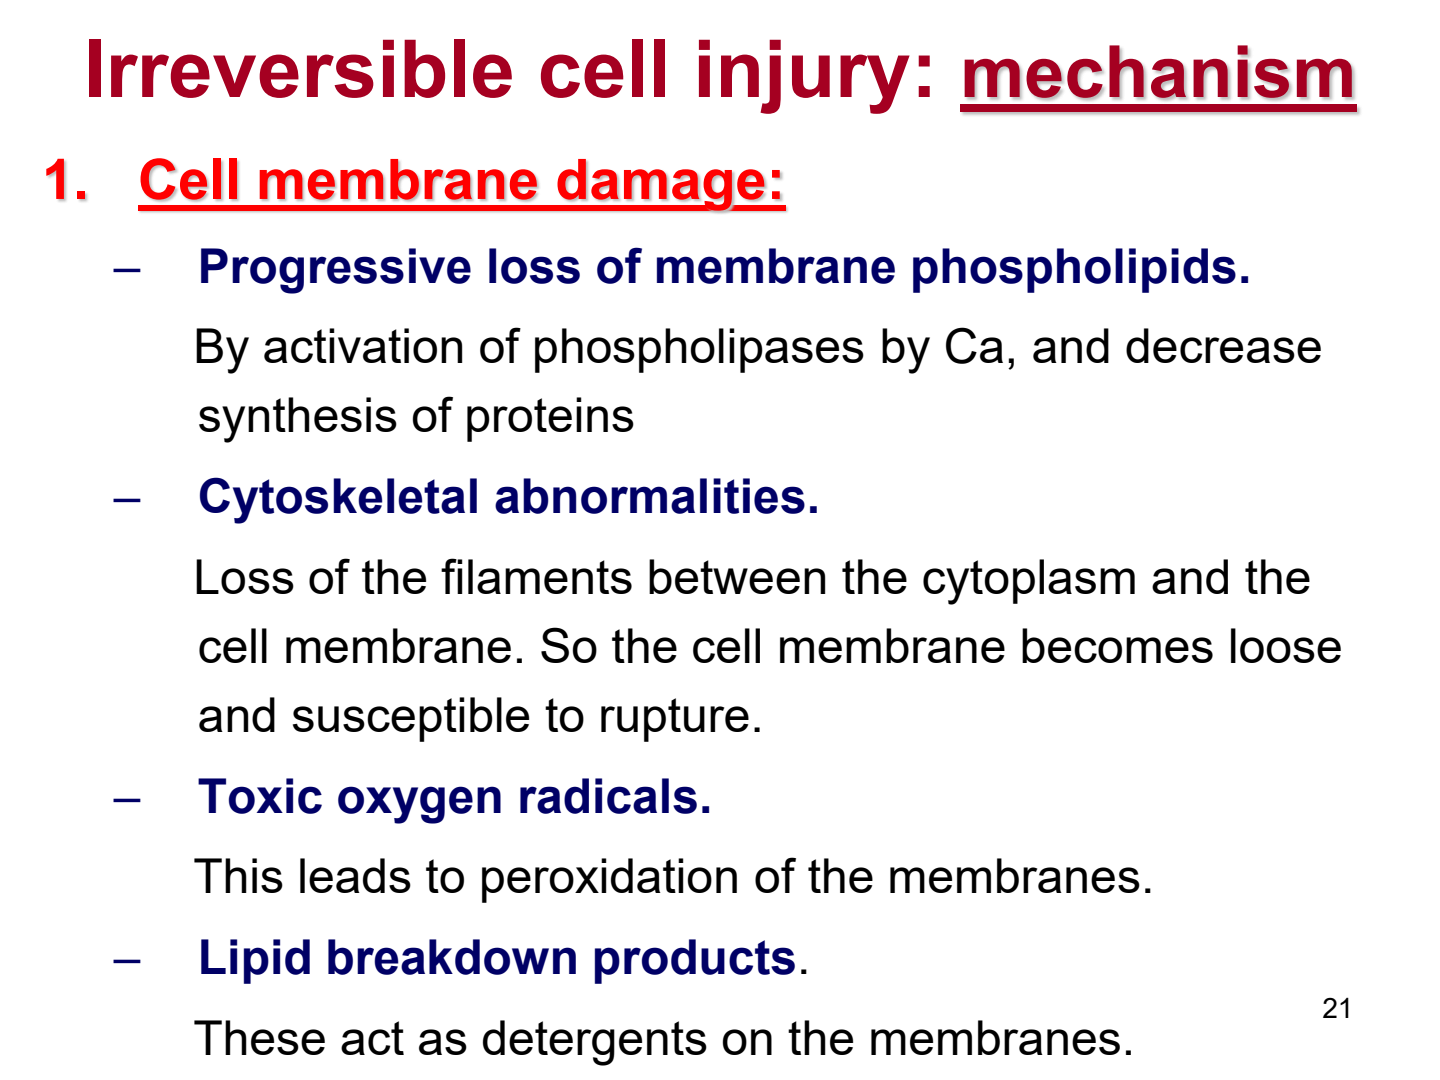 Irreversible cell injury: mechanism
1. Cell membrane damage:
– Progressive loss of membrane phospholipids.
By activation of phospholipases by Ca, and decrease
synthesis of proteins
– Cytoskeletal abnormalities.
Loss of the filaments between the cytoplasm and the
cell membrane. So the cell membrane becomes loose
and susceptible to rupture.
– Toxic oxygen radicals.
This leads to peroxidation of the membranes.
– Lipid breakdown products.
21
These act as detergents on the membranes.